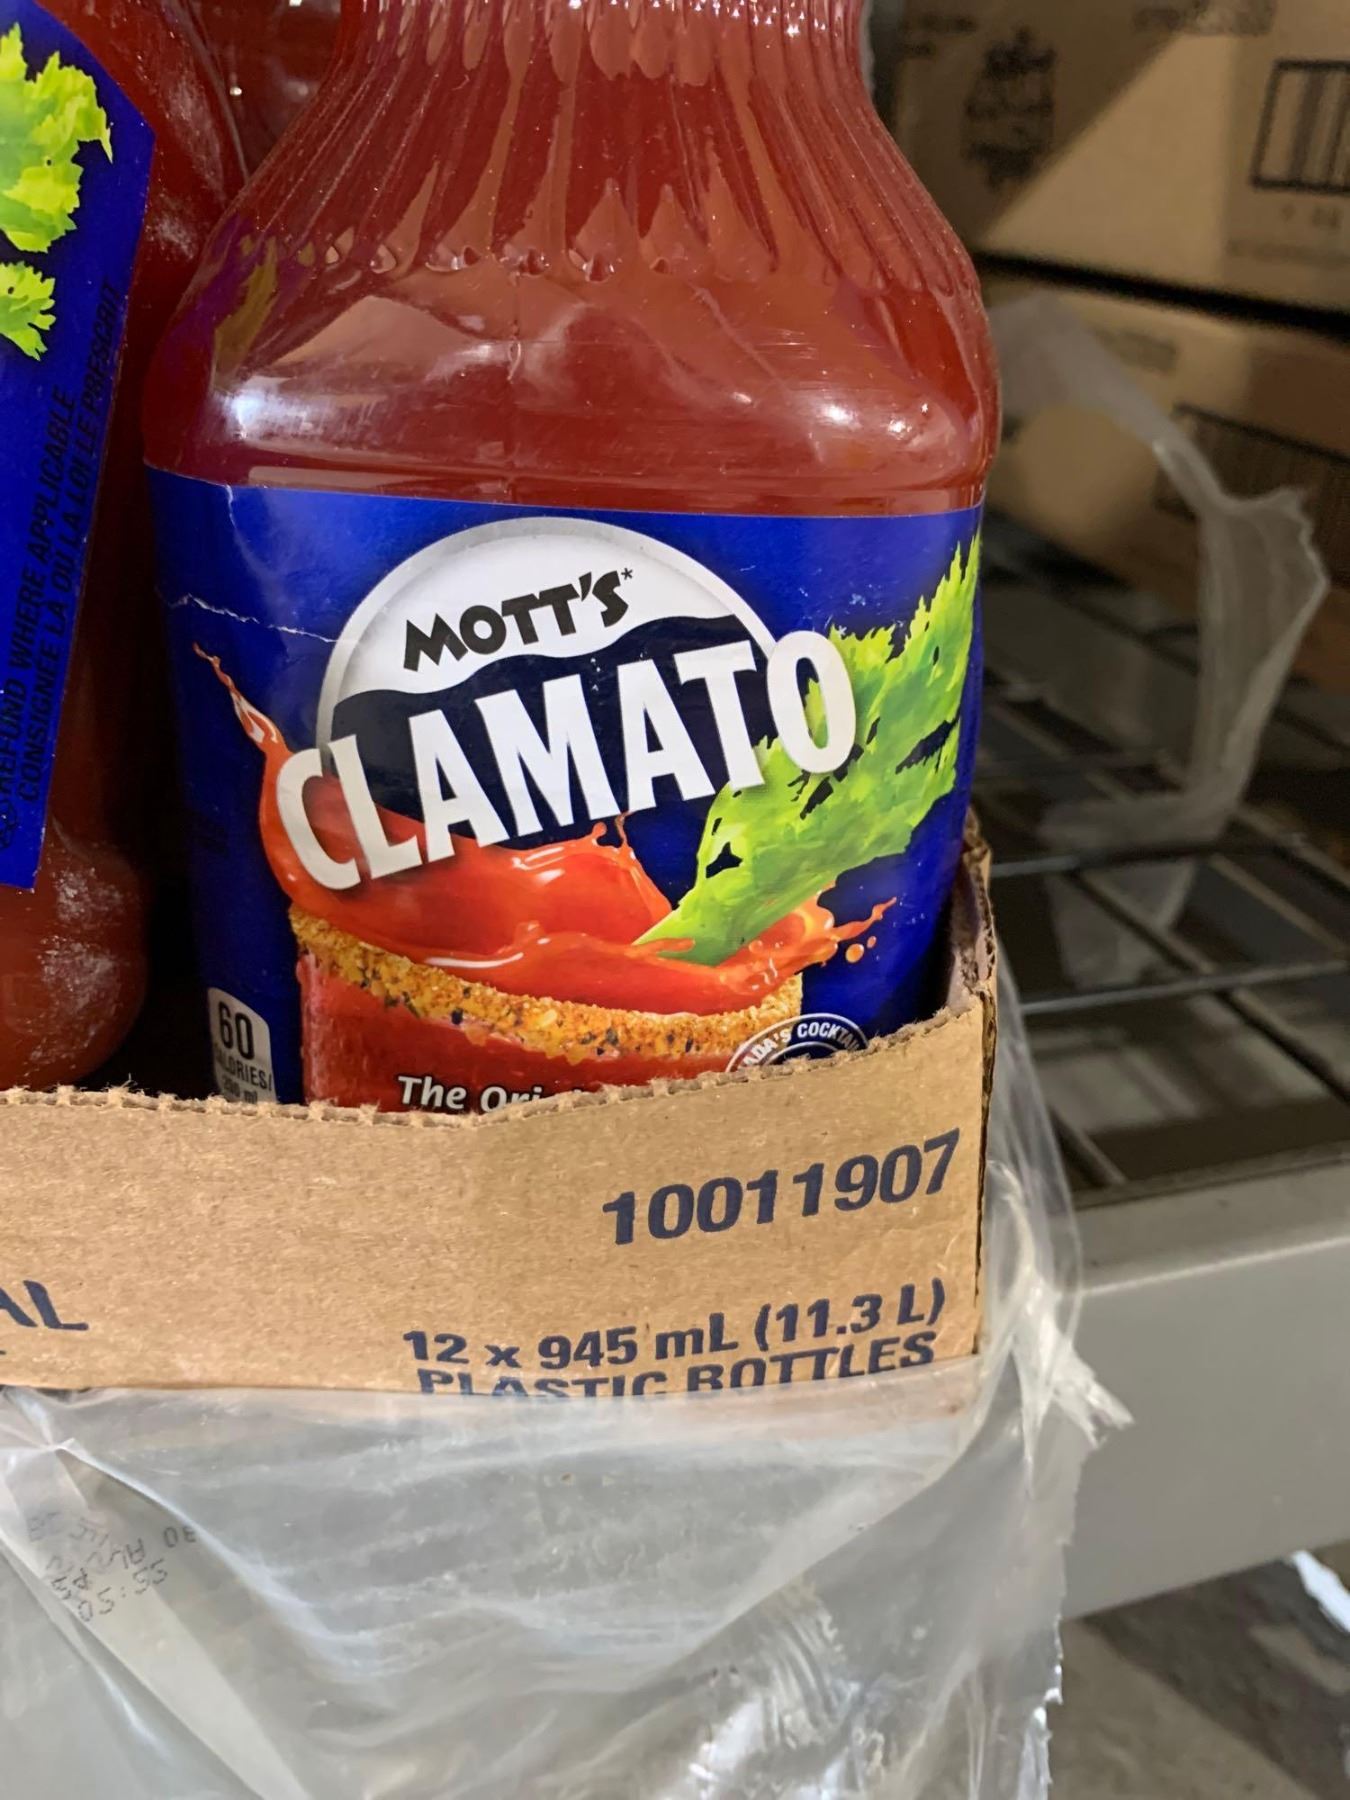 REFUND WHERE APPLICABLE
CONSIGNÉE LÀ OÙ LA LOI LE PRESCRIT
MOTT'S*
CLAMATO
60
The
COCKTAI
10011907
AL
12 x 945 mL (11.3 L)
PLASTIC BOTTLES